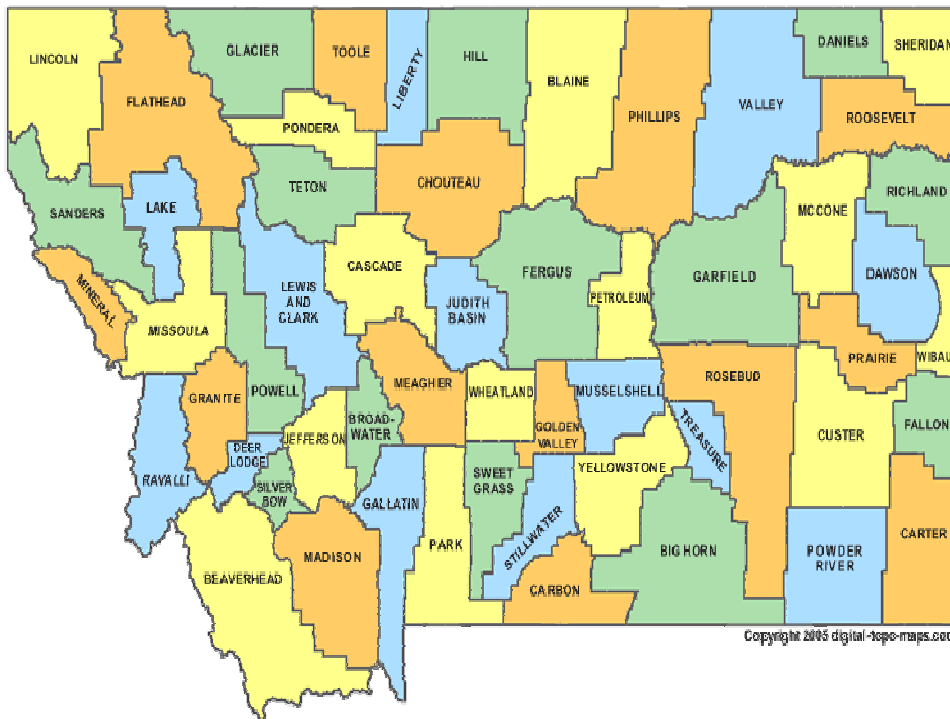 LINCOLN
FLATHEAD
GLACIER
TOOLE
LIBERTY
HILL
BLAINE
PHILLIPS
VALLEY
DANIELS
SHERIDAN
ROOSEVELT
PONDERA
CHOUTEAU
TETON
SANDERS
LAKE
RICHLAND
MCCONE
MINERAL
MISSOULA
LEWIS
AND
CLARK
CASCADE
JUDITH
BASIN
FERGUS
PETROLEUM
GARFIELD
DAWSON
PRAIRIE
WIBAU
POWELL
GRANITE
MEAGHER
WHEATLAND
GOLDEN
VALLEY
MUSSELSHELL
ROSEBUD
TREASURE
CUSTER
FALLON
RAVALLI
DEER
LODGE
JEFFERSON
BROAD-
WATER
SILVER
BOW
GALLATIN
SWEET
GRASS
STILLWATER
YELLOWSTONE
BEAVERHEAD
MADISON
PARK
CARBON
BIG HORN
POWDER
RIVER
CARTER
Copyright 2005 digital-topo-maps.co